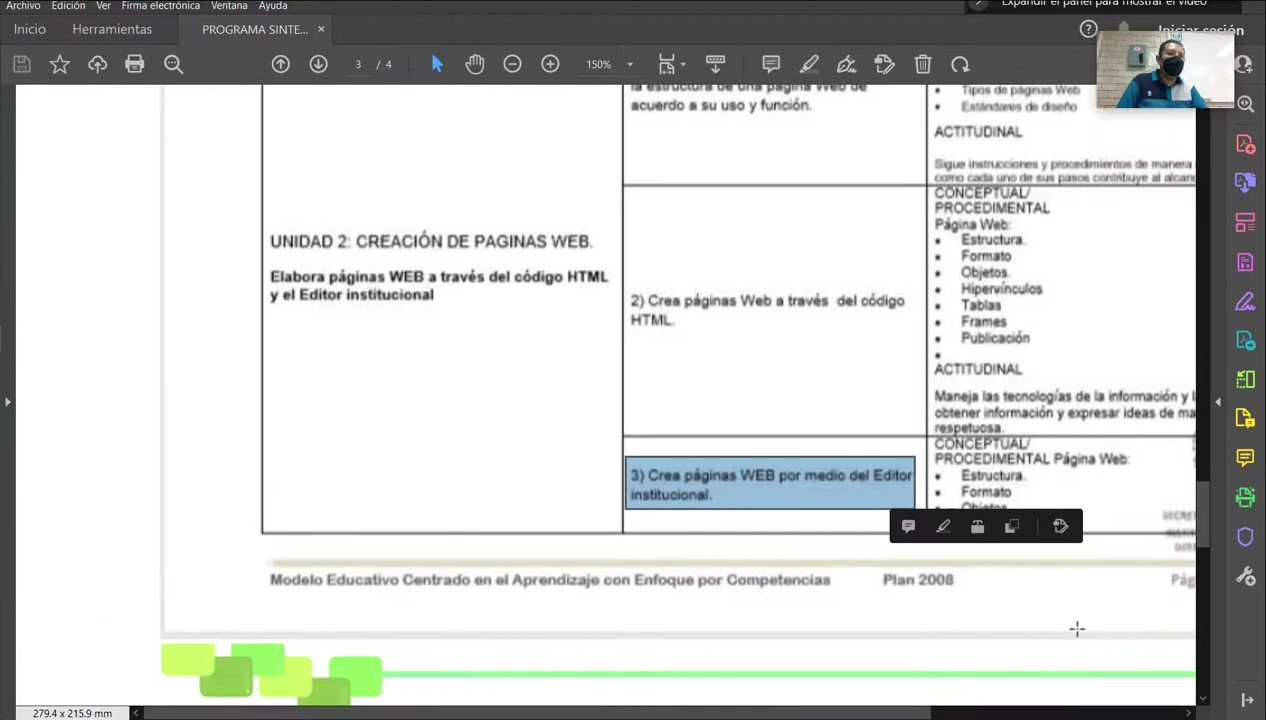 Archivo Edición Ver Firma electrónica Ventana Ayuda
Expandir el panel para mostrar el video
Inicio Herramientas PROGRAMA SINTE... × Iniciar sesión
3 / 4 150%
la estructura de una página Web de
acuerdo a su uso y función.
• Tipos de páginas Web
• Estándares de diseño
ACTITUDINAL
Sigue instrucciones y procedimientos de manera
como cada uno de sus pasos contribuye al alcan
UNIDAD 2: CREACIÓN DE PAGINAS WEB.
Elabora páginas WEB a través del código HTML
y el Editor institucional
2) Crea páginas Web a través del código
HTML.
CONCEPTUAL/
PROCEDIMENTAL
Página Web:
• Estructura.
• Formato
• Objetos.
• Hipervínculos
• Tablas
• Frames
• Publicación
•
ACTITUDINAL
Maneja las tecnologías de la información y l
obtener información y expresar ideas de ma
respetuosa.
3) Crea páginas WEB por medio del Editor
institucional.
CONCEPTUAL/
PROCEDIMENTAL Página Web:
• Estructura.
• Formato
Objetos
Modelo Educativo Centrado en el Aprendizaje con Enfoque por Competencias Plan 2008 Pág
279.4 x 215.9 mm